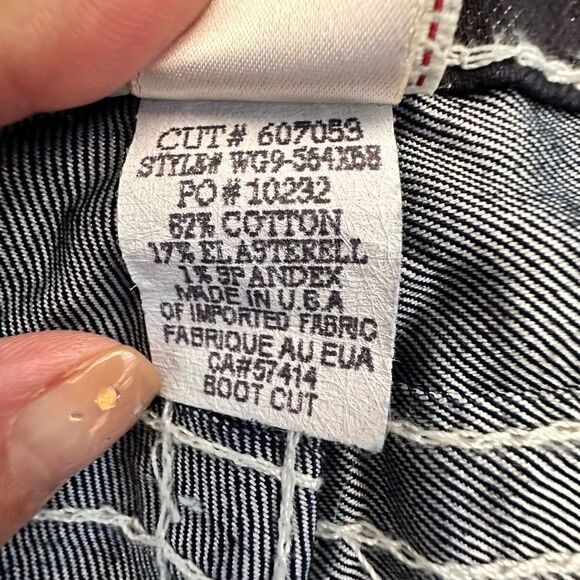 CUT# 607053
STYLE# WG9-564X68
PO # 10232
82% COTTON
17% ELASTERELL
1% SPANDEX
MADE IN U.S.A
OF IMPORTED FABRIC
FABRIQUE AU EUA
CA#57414
BOOT CUT